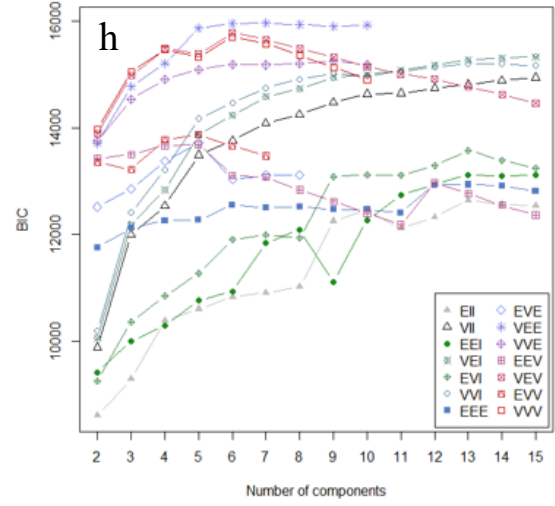 h
16000
14000
12000
10000
BIC
2 3 4 5 6 7 8 9 10 11 12 13 14 15
Number of components
EII EVE
VII VEE
EEI VVE
VEI EEV
EVI VEV
VVI EVV
EEE VVV